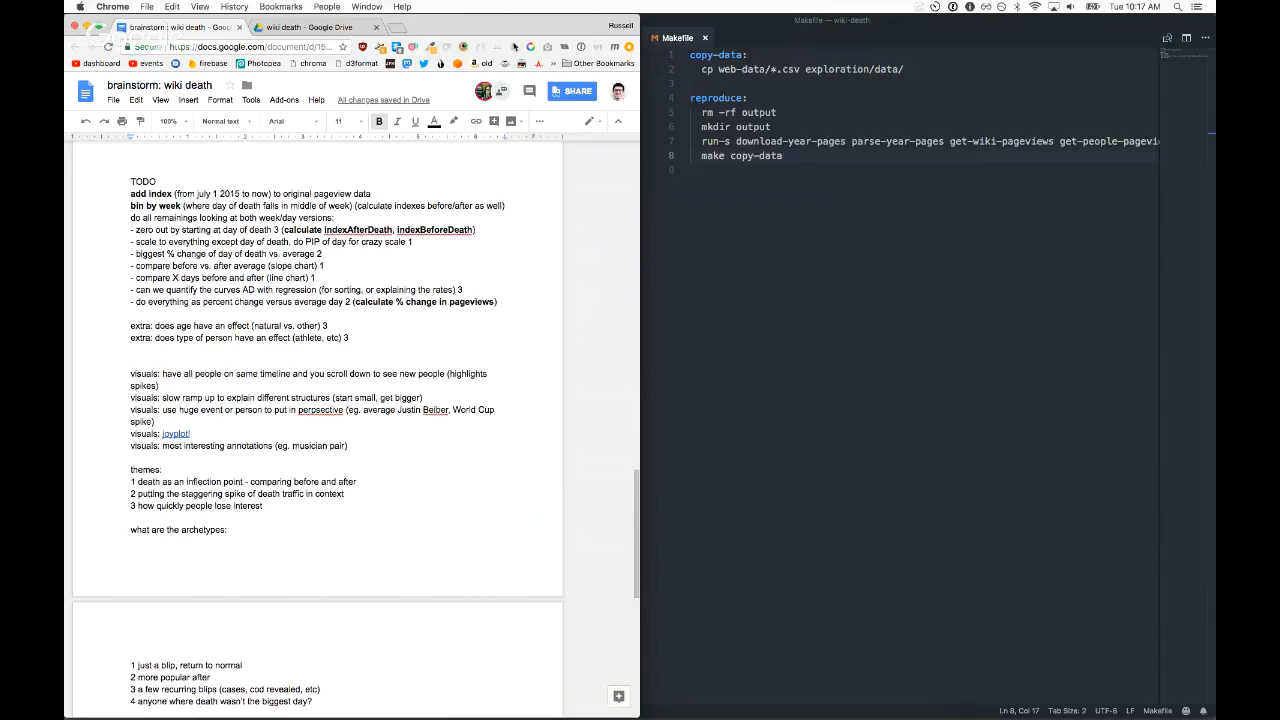 Chrome File Edit View History Bookmarks People Window Help
Tue 10:17 AM
brainstorm: wiki death - Googl
wiki death - Google Drive
Russell
Secure https://docs.google.com/document/d/15...
dashboard events firebase Photopea d3format old Other Bookmarks
brainstorm: wiki death
File Edit View Insert Format Tools Add-ons Help All changes saved in Drive
SHARE
100% Normal text Arial 11 B I U A
TODO
add index (from july 1 2015 to now) to original pageview data
bin by week (where day of death falls in middle of week) (calculate indexes before/after as well)
do all remainings looking at both week/day versions:
- zero out by starting at day of death 3 (calculate indexAfterDeath, indexBeforeDeath)
- scale to everything except day of death, do PIP of day for crazy scale 1
- biggest % change of day of death vs. average 2
- compare before vs. after average (slope chart) 1
- compare X days before and after (line chart) 1
- can we quantify the curves AD with regression (for sorting, or explaining the rates) 3
- do everything as percent change versus average day 2 (calculate % change in pageviews)
extra: does age have an effect (natural vs. other) 3
extra: does type of person have an effect (athlete, etc) 3
visuals: have all people on same timeline and you scroll down to see new people (highlights
spikes)
visuals: slow ramp up to explain different structures (start small, get bigger)
visuals: use huge event or person to put in perpsective (eg. average Justin Beiber, World Cup
spike)
visuals: joyplot!
visuals: most interesting annotations (eg. musician pair)
themes:
1 death as an inflection point - comparing before and after
2 putting the staggering spike of death traffic in context
3 how quickly people lose interest
what are the archetypes:
1 just a blip, return to normal
2 more popular after
3 a few recurring blips (cases, cod revealed, etc)
4 anyone where death wasn't the biggest day?
Makefile — wiki-death
Makefile
1 copy-data:
2 cp web-data/*.csv exploration/data/
3
4 reproduce:
5 rm -rf output
6 mkdir output
7 run-s download-year-pages parse-year-pages get-wiki-pageviews get-people-pagevie
8 make copy-data
9
Ln 8, Col 17 Tab Size: 2 UTF-8 LF Makefile